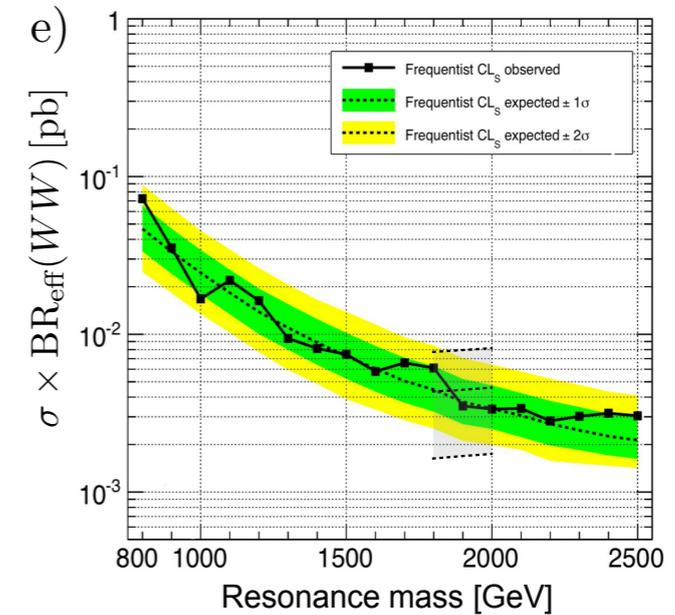 e)
1
Frequentist CLS observed
Frequentist CLS expected ± 1σ
Frequentist CLS expected ± 2σ
10-1
10-2
10-3
σ × BReff(WW) [pb]
800 1000 1500 2000 2500
Resonance mass [GeV]